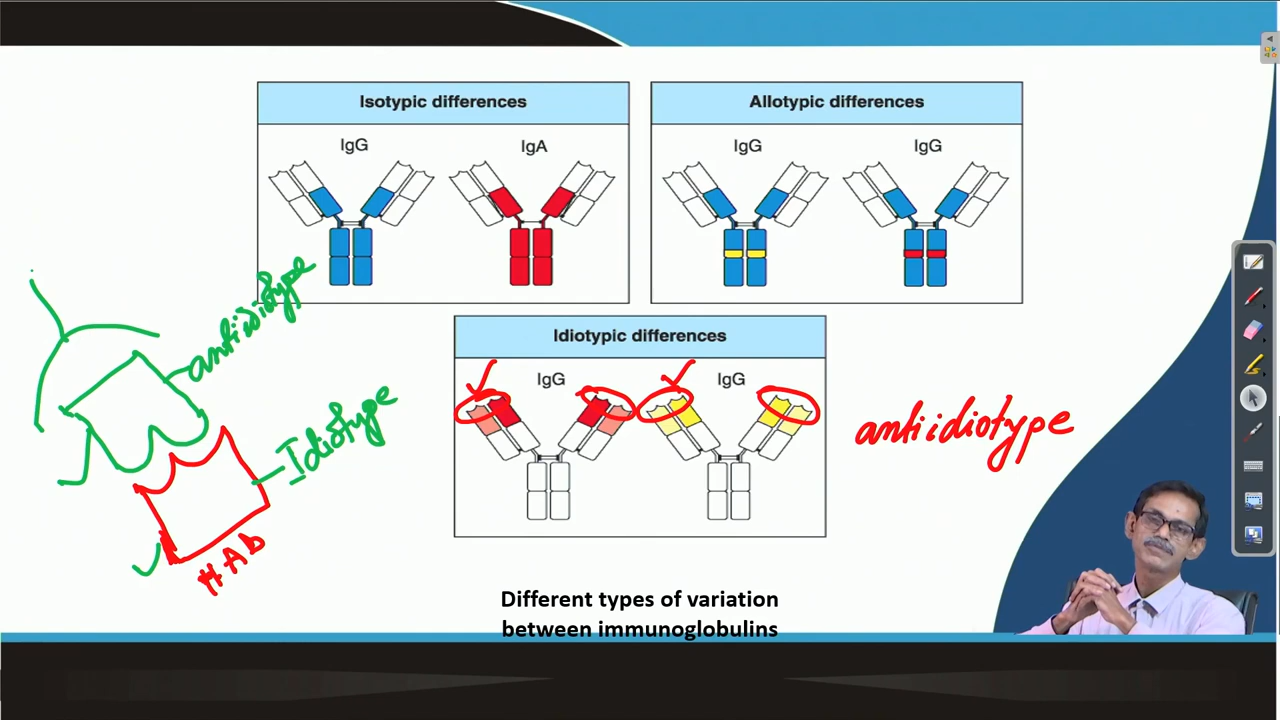 Isotypic differences
IgG
IgA
Allotypic differences
IgG
IgG
Idiotypic differences
IgG
IgG
antiidiotype
antiidiotype
Idiotype
HAb
Different types of variation
between immunoglobulins